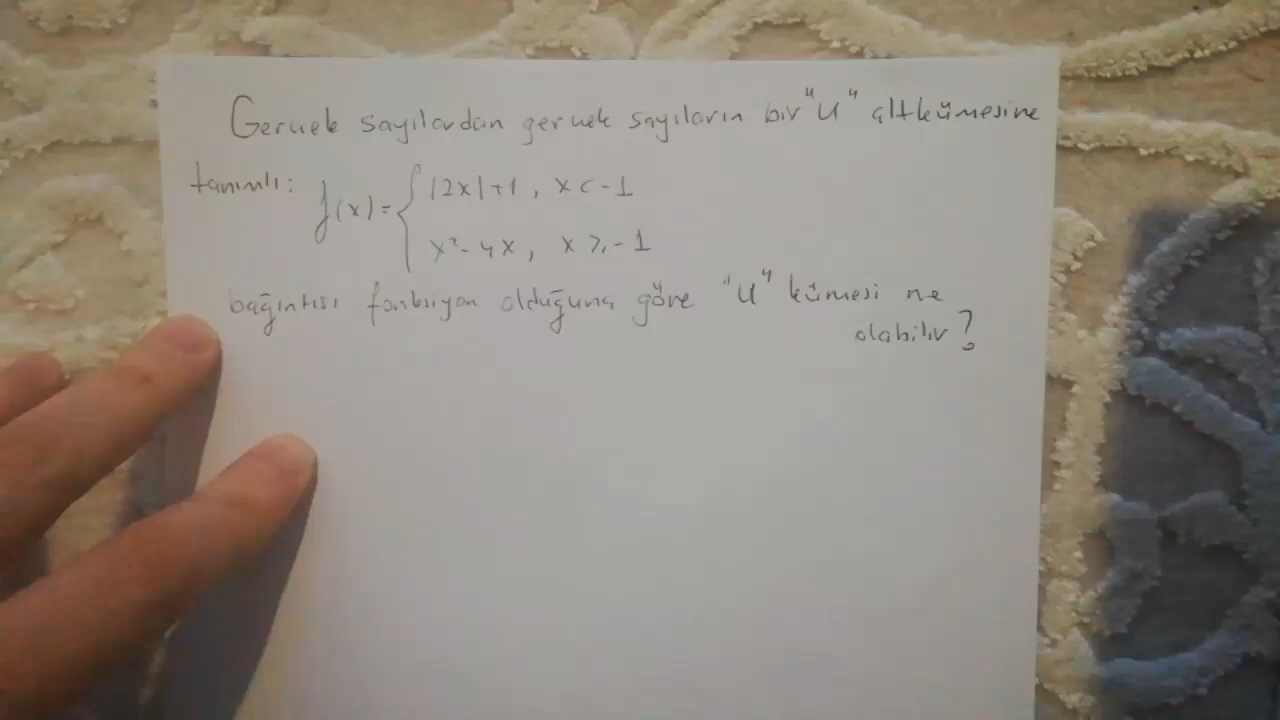 Gerçek sayılardan gerçek sayıların bir "U" altkümesine
tanımlı: f(x) = { |2x|+1 , x < -1
x² - 4x , x ≥ -1
bağıntısı fonksiyon olduğuna göre "U" kümesi ne
olabilir?